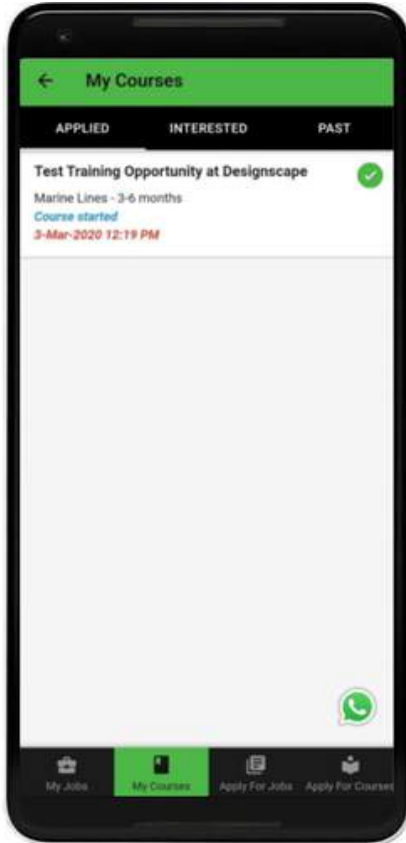 My Courses
APPLIED INTERESTED PAST
Test Training Opportunity at Designscape
Marine Lines - 3-6 months
Course started
3-Mar-2020 12:19 PM
My Jobs My Courses Apply For Jobs Apply For Courses